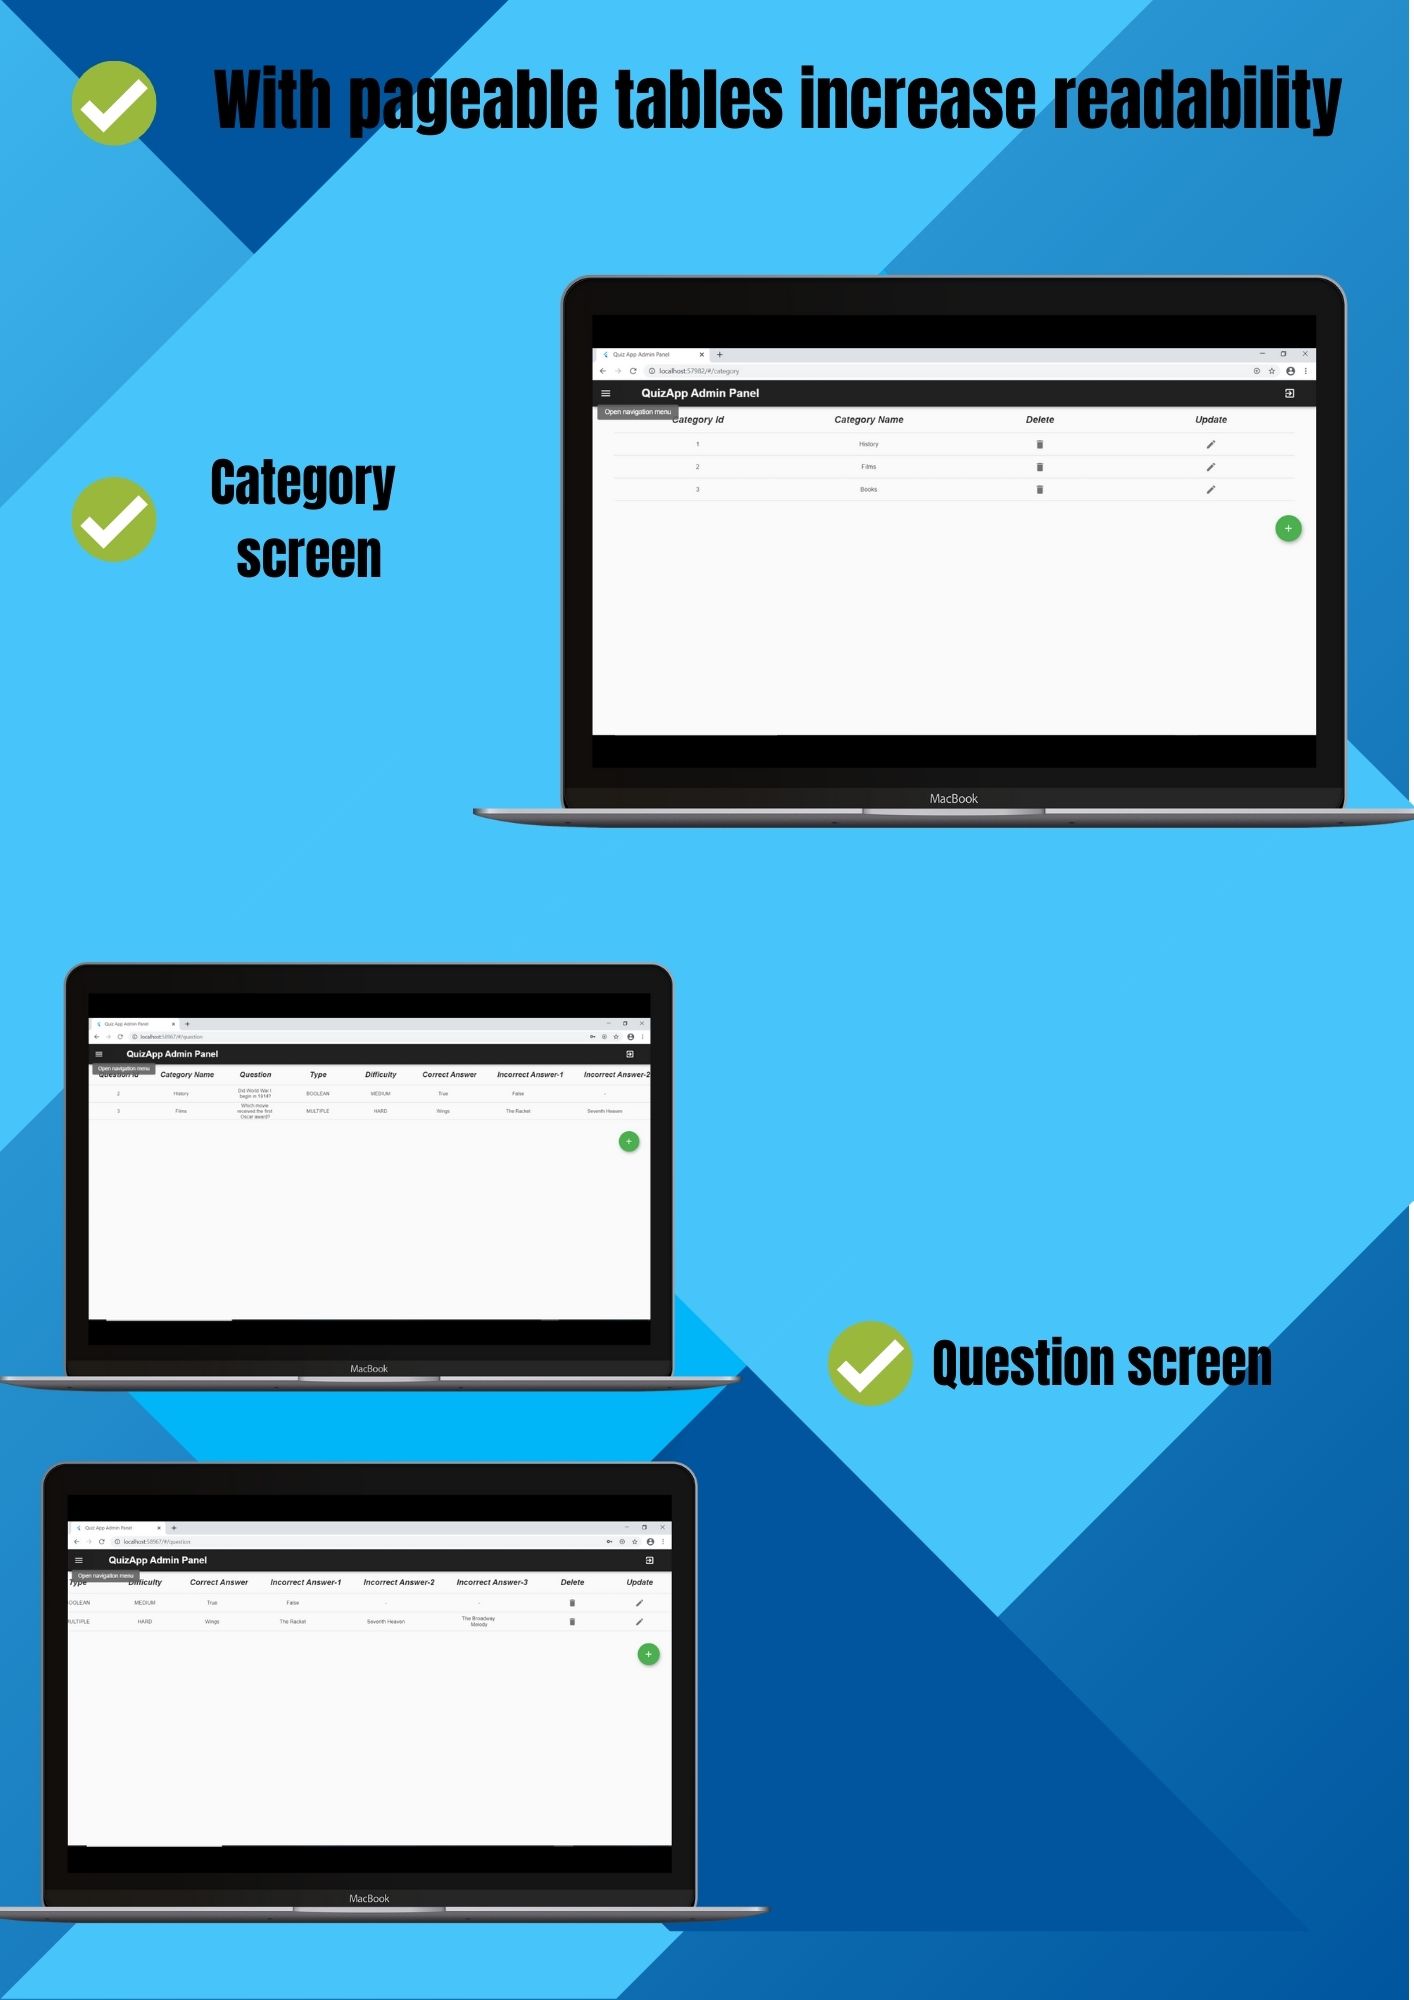 With pageable tables increase readability
Quiz App Admin Panel
localhost:57982/#/category
QuizApp Admin Panel
Open navigation menu
Category Id Category Name Delete Update
1 History
2 Films
3 Books
MacBook
Category
screen
Quiz App Admin Panel
localhost:58967/#/question
QuizApp Admin Panel
Open navigation menu
Question Id Category Name Question Type Difficulty Correct Answer Incorrect Answer-1 Incorrect Answer-2
2 History Did World War I begin in 1914? BOOLEAN MEDIUM True False -
3 Films Which movie received the first Oscar award? MULTIPLE HARD Wings The Racket Seventh Heaven
MacBook
Question screen
Quiz App Admin Panel
localhost:58967/#/question
QuizApp Admin Panel
Open navigation menu
Type Difficulty Correct Answer Incorrect Answer-1 Incorrect Answer-2 Incorrect Answer-3 Delete Update
OOLEAN MEDIUM True False - -
ULTIPLE HARD Wings The Racket Seventh Heaven The Broadway Melody
MacBook